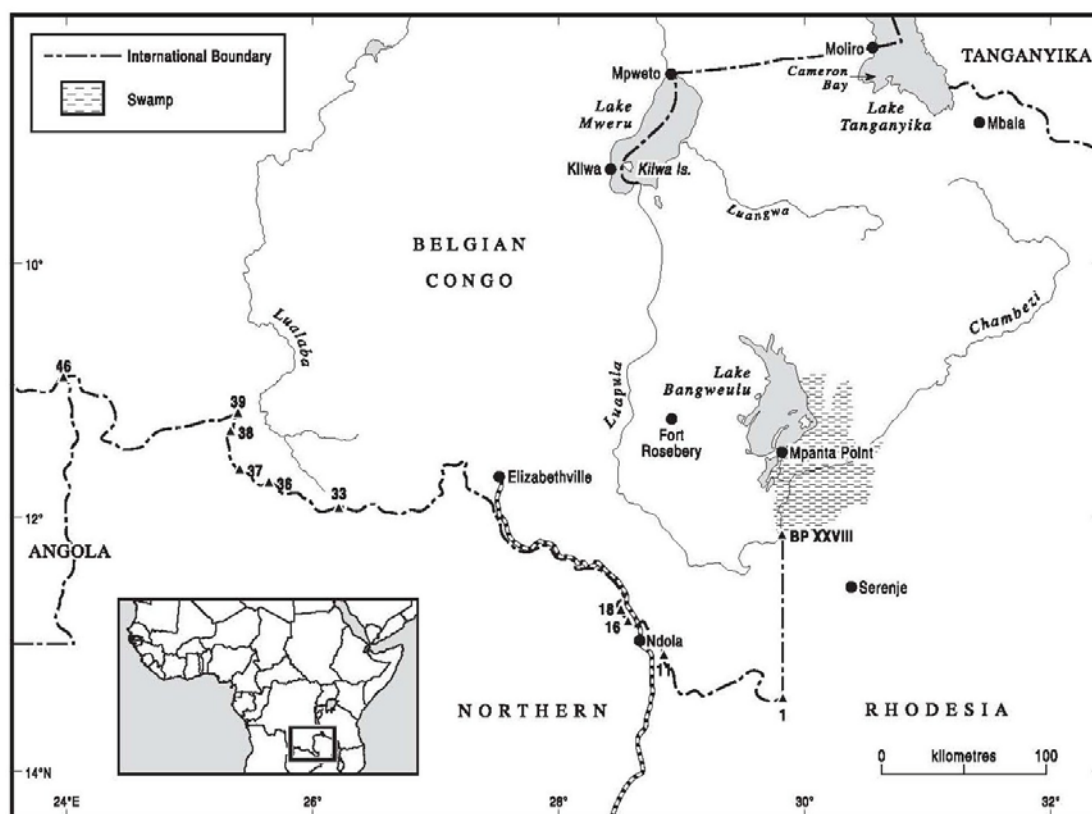 International Boundary
Swamp
Moliro
TANGANYIKA
Cameron
Bay
Mpweto
Lake
Mweru
Lake
Tanganyika
Mbala
Kilwa
Kilwa Is.
Luangwa
BELGIAN
CONGO
10°
Lualaba
Chambezi
46
Lake
Bangweulu
Luapula
39
38
Fort
Rosebery
Mpanta Point
37
36
Elizabethville
33
12°
BP XXVIII
ANGOLA
Serenje
18
16
Ndola
11
1
NORTHERN
RHODESIA
0 kilometres 100
14°N
24°E
26°
28°
30°
32°